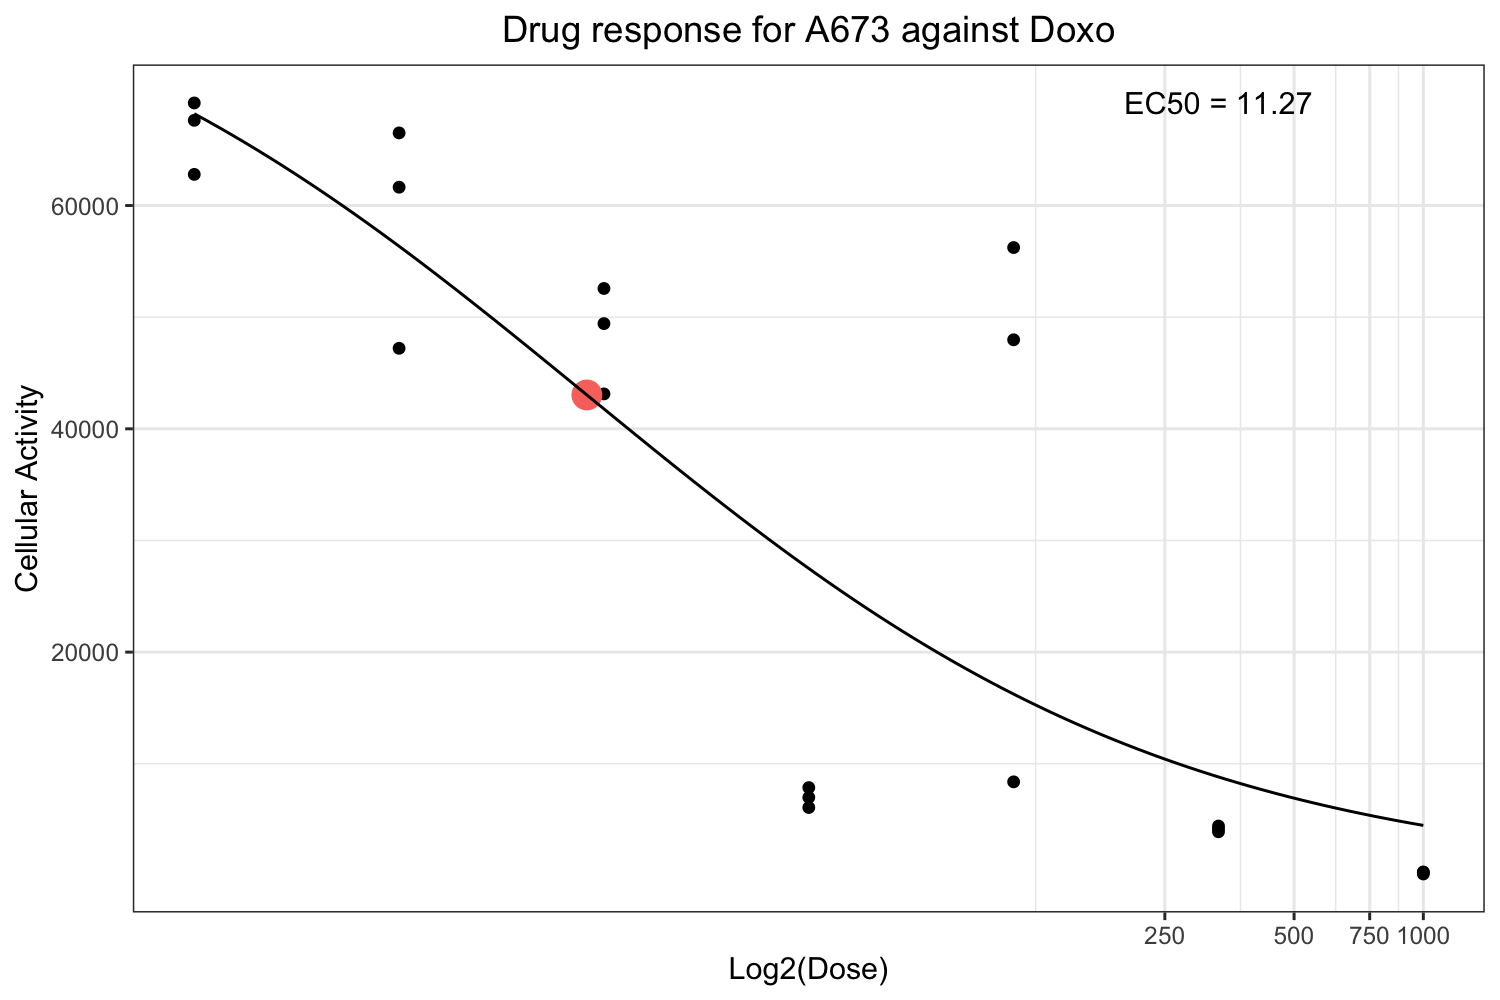 Drug response for A673 against Doxo
EC50 = 11.27
Cellular Activity
60000
40000
20000
250 500 750 1000
Log2(Dose)